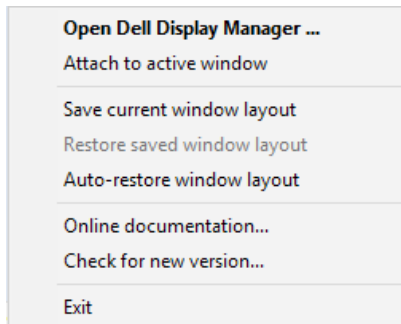 Open Dell Display Manager ...
Attach to active window
Save current window layout
Restore saved window layout
Auto-restore window layout
Online documentation...
Check for new version...
Exit